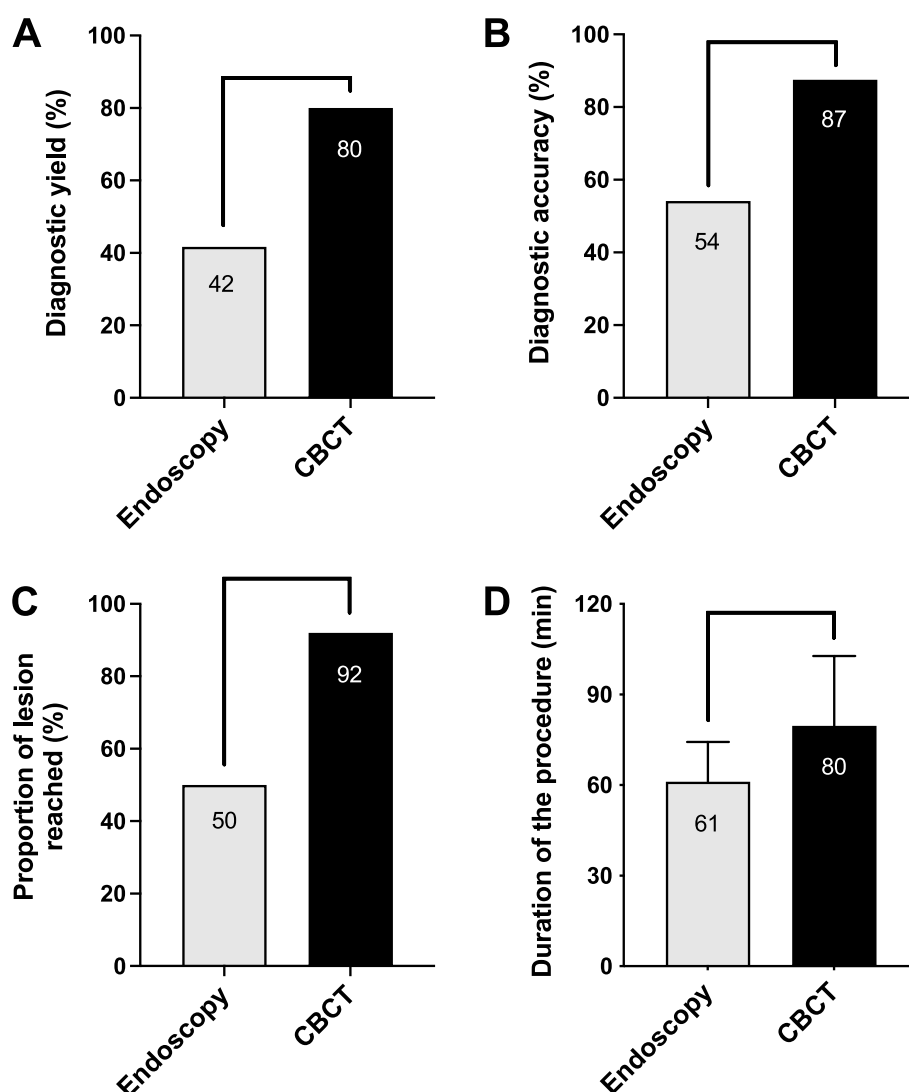 A
Diagnostic yield (%)
100
80
60
40
20
0
42
80
Endoscopy
CBCT
B
Diagnostic accuracy (%)
100
80
60
40
20
0
54
87
Endoscopy
CBCT
C
Proportion of lesion
reached (%)
100
80
60
40
20
0
50
92
Endoscopy
CBCT
D
Duration of the procedure (min)
120
90
60
30
0
61
80
Endoscopy
CBCT